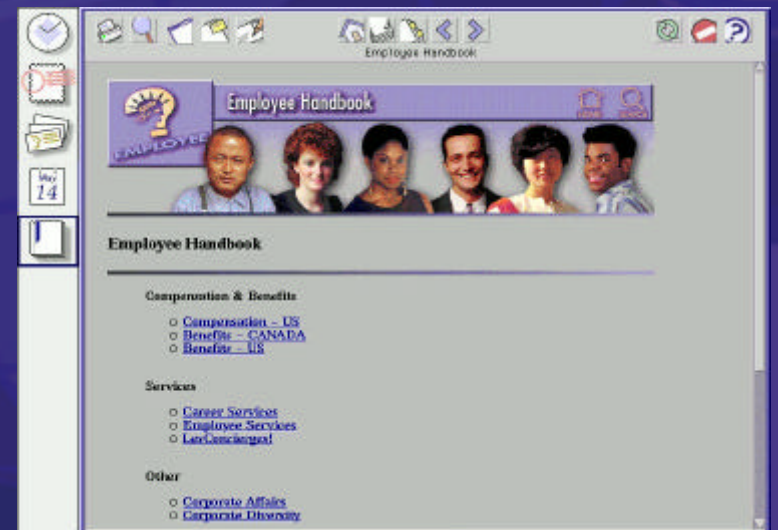 Employee Handbook
May
14
Employee Handbook
EMPLOYEE
Employee Handbook
Compensation & Benefits
Compensation - US
Benefits - CANADA
Benefits - US
Services
Career Services
Employee Services
Other
Corporate Affairs
Corporate Diversity